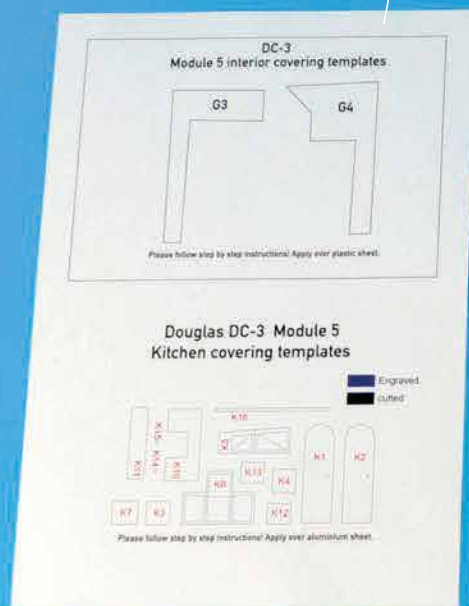 DC-3
Module 5 interior covering templates
G3
G4
Please follow step by step instructions! Apply over plastic sheet.
Douglas DC-3 Module 5
Kitchen covering templates
Engraved
cutted
K16
K15
K5
K11
K14
K10
K13
K1
K2
K8
K4
K7
K3
K12
Please follow step by step instructions! Apply over aluminium sheet.